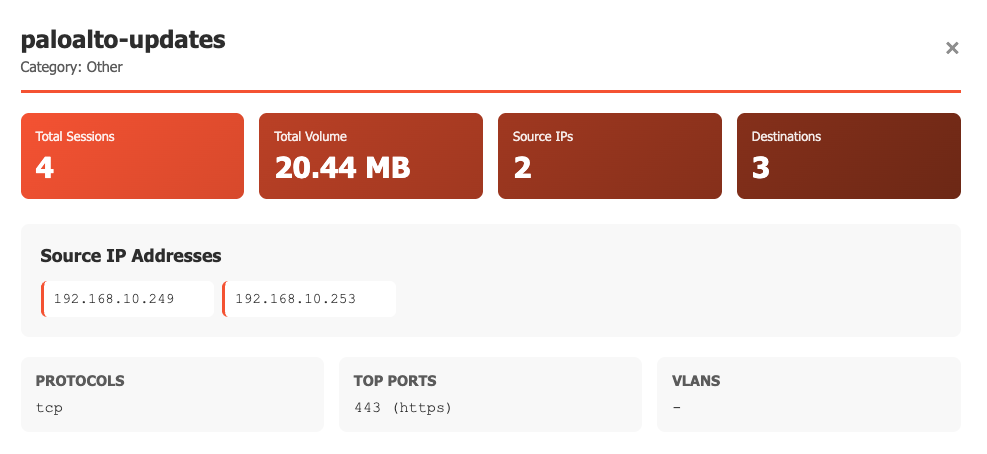 paloalto-updates
Category: Other
×
Total Sessions
4
Total Volume
20.44 MB
Source IPs
2
Destinations
3
Source IP Addresses
192.168.10.249
192.168.10.253
PROTOCOLS
tcp
TOP PORTS
443 (https)
VLANS
-